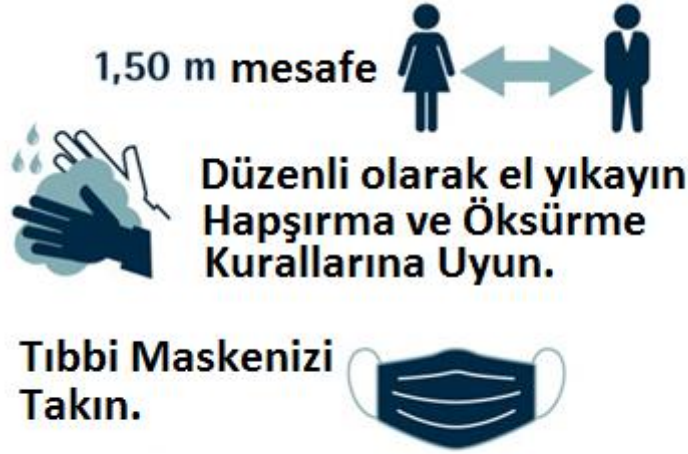 1,50 m mesafe
Düzenli olarak el yıkayın
Hapşırma ve Öksürme
Kurallarına Uyun.
Tıbbi Maskenizi
Takın.